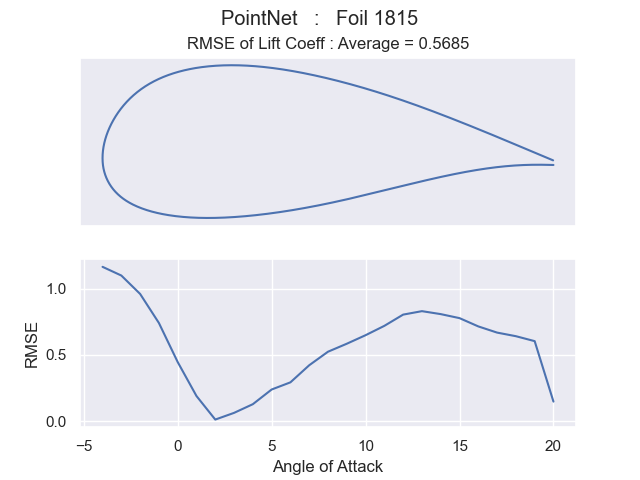 PointNet   :   Foil 1815
RMSE of Lift Coeff : Average = 0.5685
1.0
0.5
0.0
RMSE
−5 0 5 10 15 20
Angle of Attack